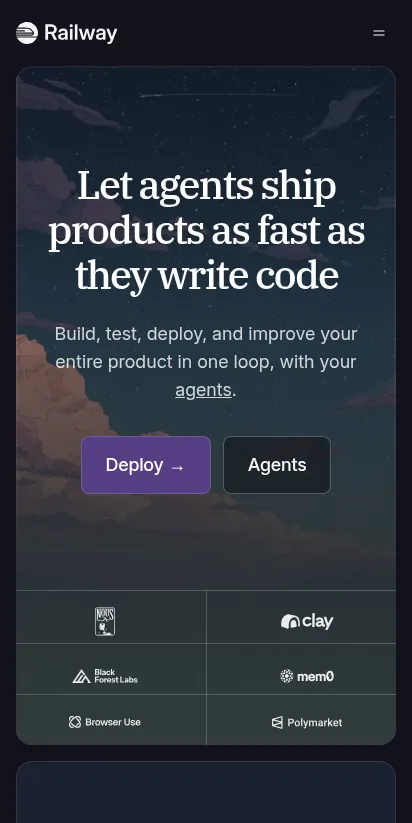 Railway
Let agents ship
products as fast as
they write code
Build, test, deploy, and improve your
entire product in one loop, with your
agents.
Deploy →
Agents
NOUS
clay
Black
Forest Labs
mem0
Browser Use
Polymarket